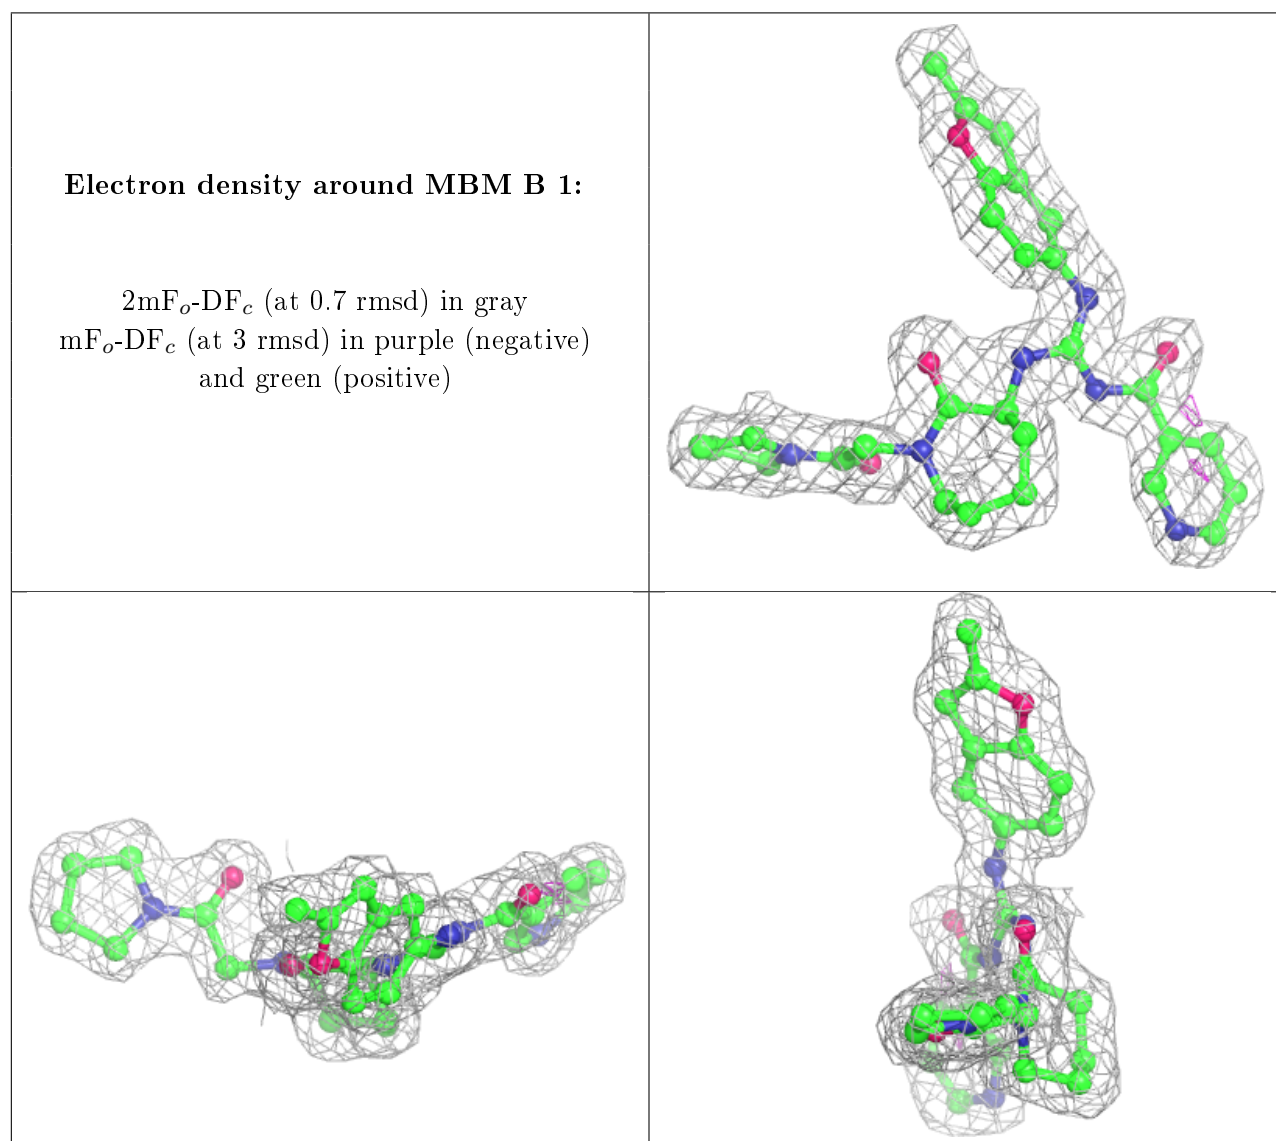 Electron density around MBM B 1:
2mFₒ-DF𝒸 (at 0.7 rmsd) in gray
mFₒ-DF𝒸 (at 3 rmsd) in purple (negative)
and green (positive)